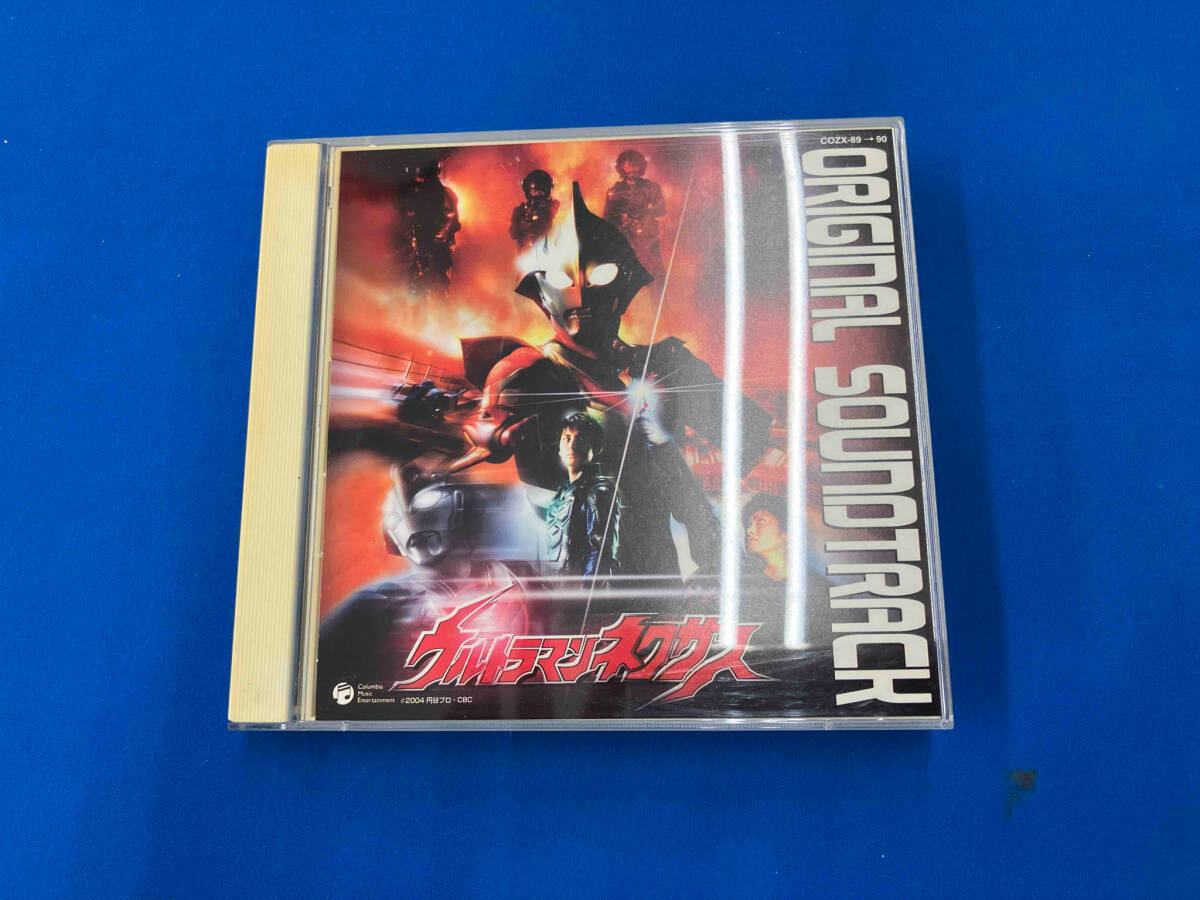 COZX-89→90
ORIGINAL SOUNDTRACK
ウルトラマンネクサス
Columbia
Music
Entertainment
©2004 円谷プロ・CBC